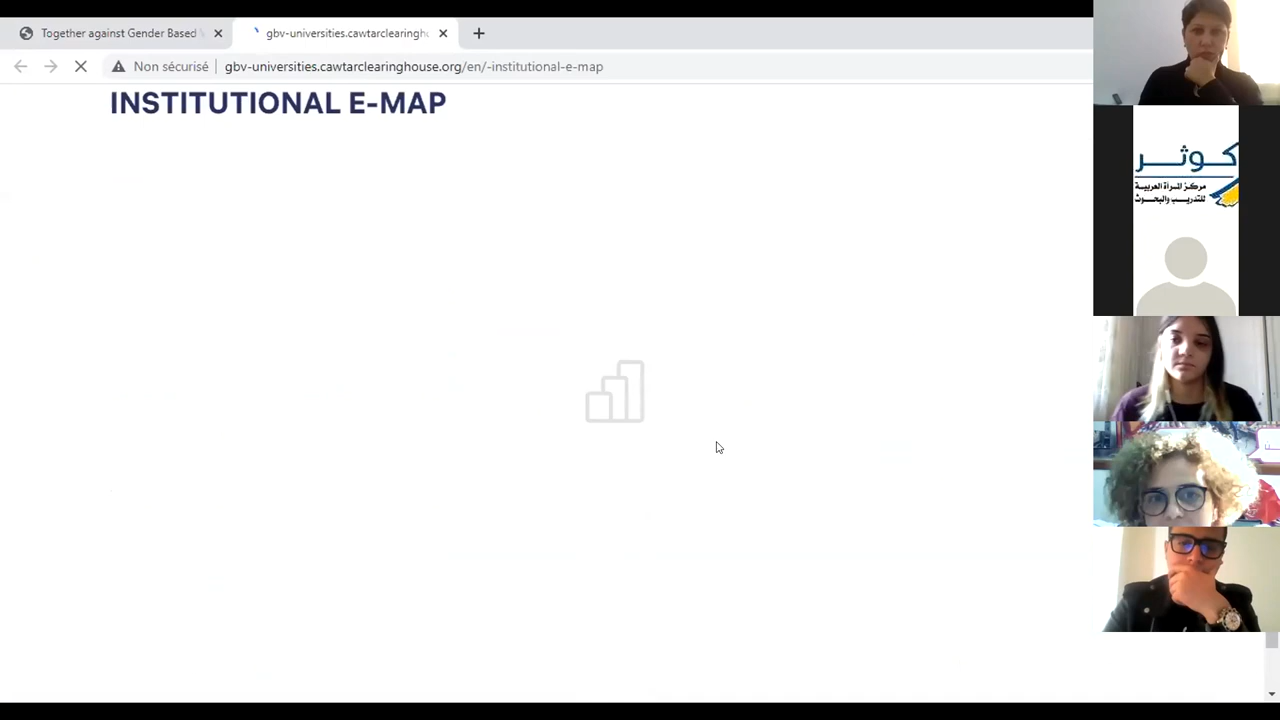 Together against Gender Based V
gbv-universities.cawtarclearingh
Non sécurisé
gbv-universities.cawtarclearinghouse.org/en/-institutional-e-map
INSTITUTIONAL E-MAP
كوثر
مركز المرأة العربية
للتدريب والبحوث